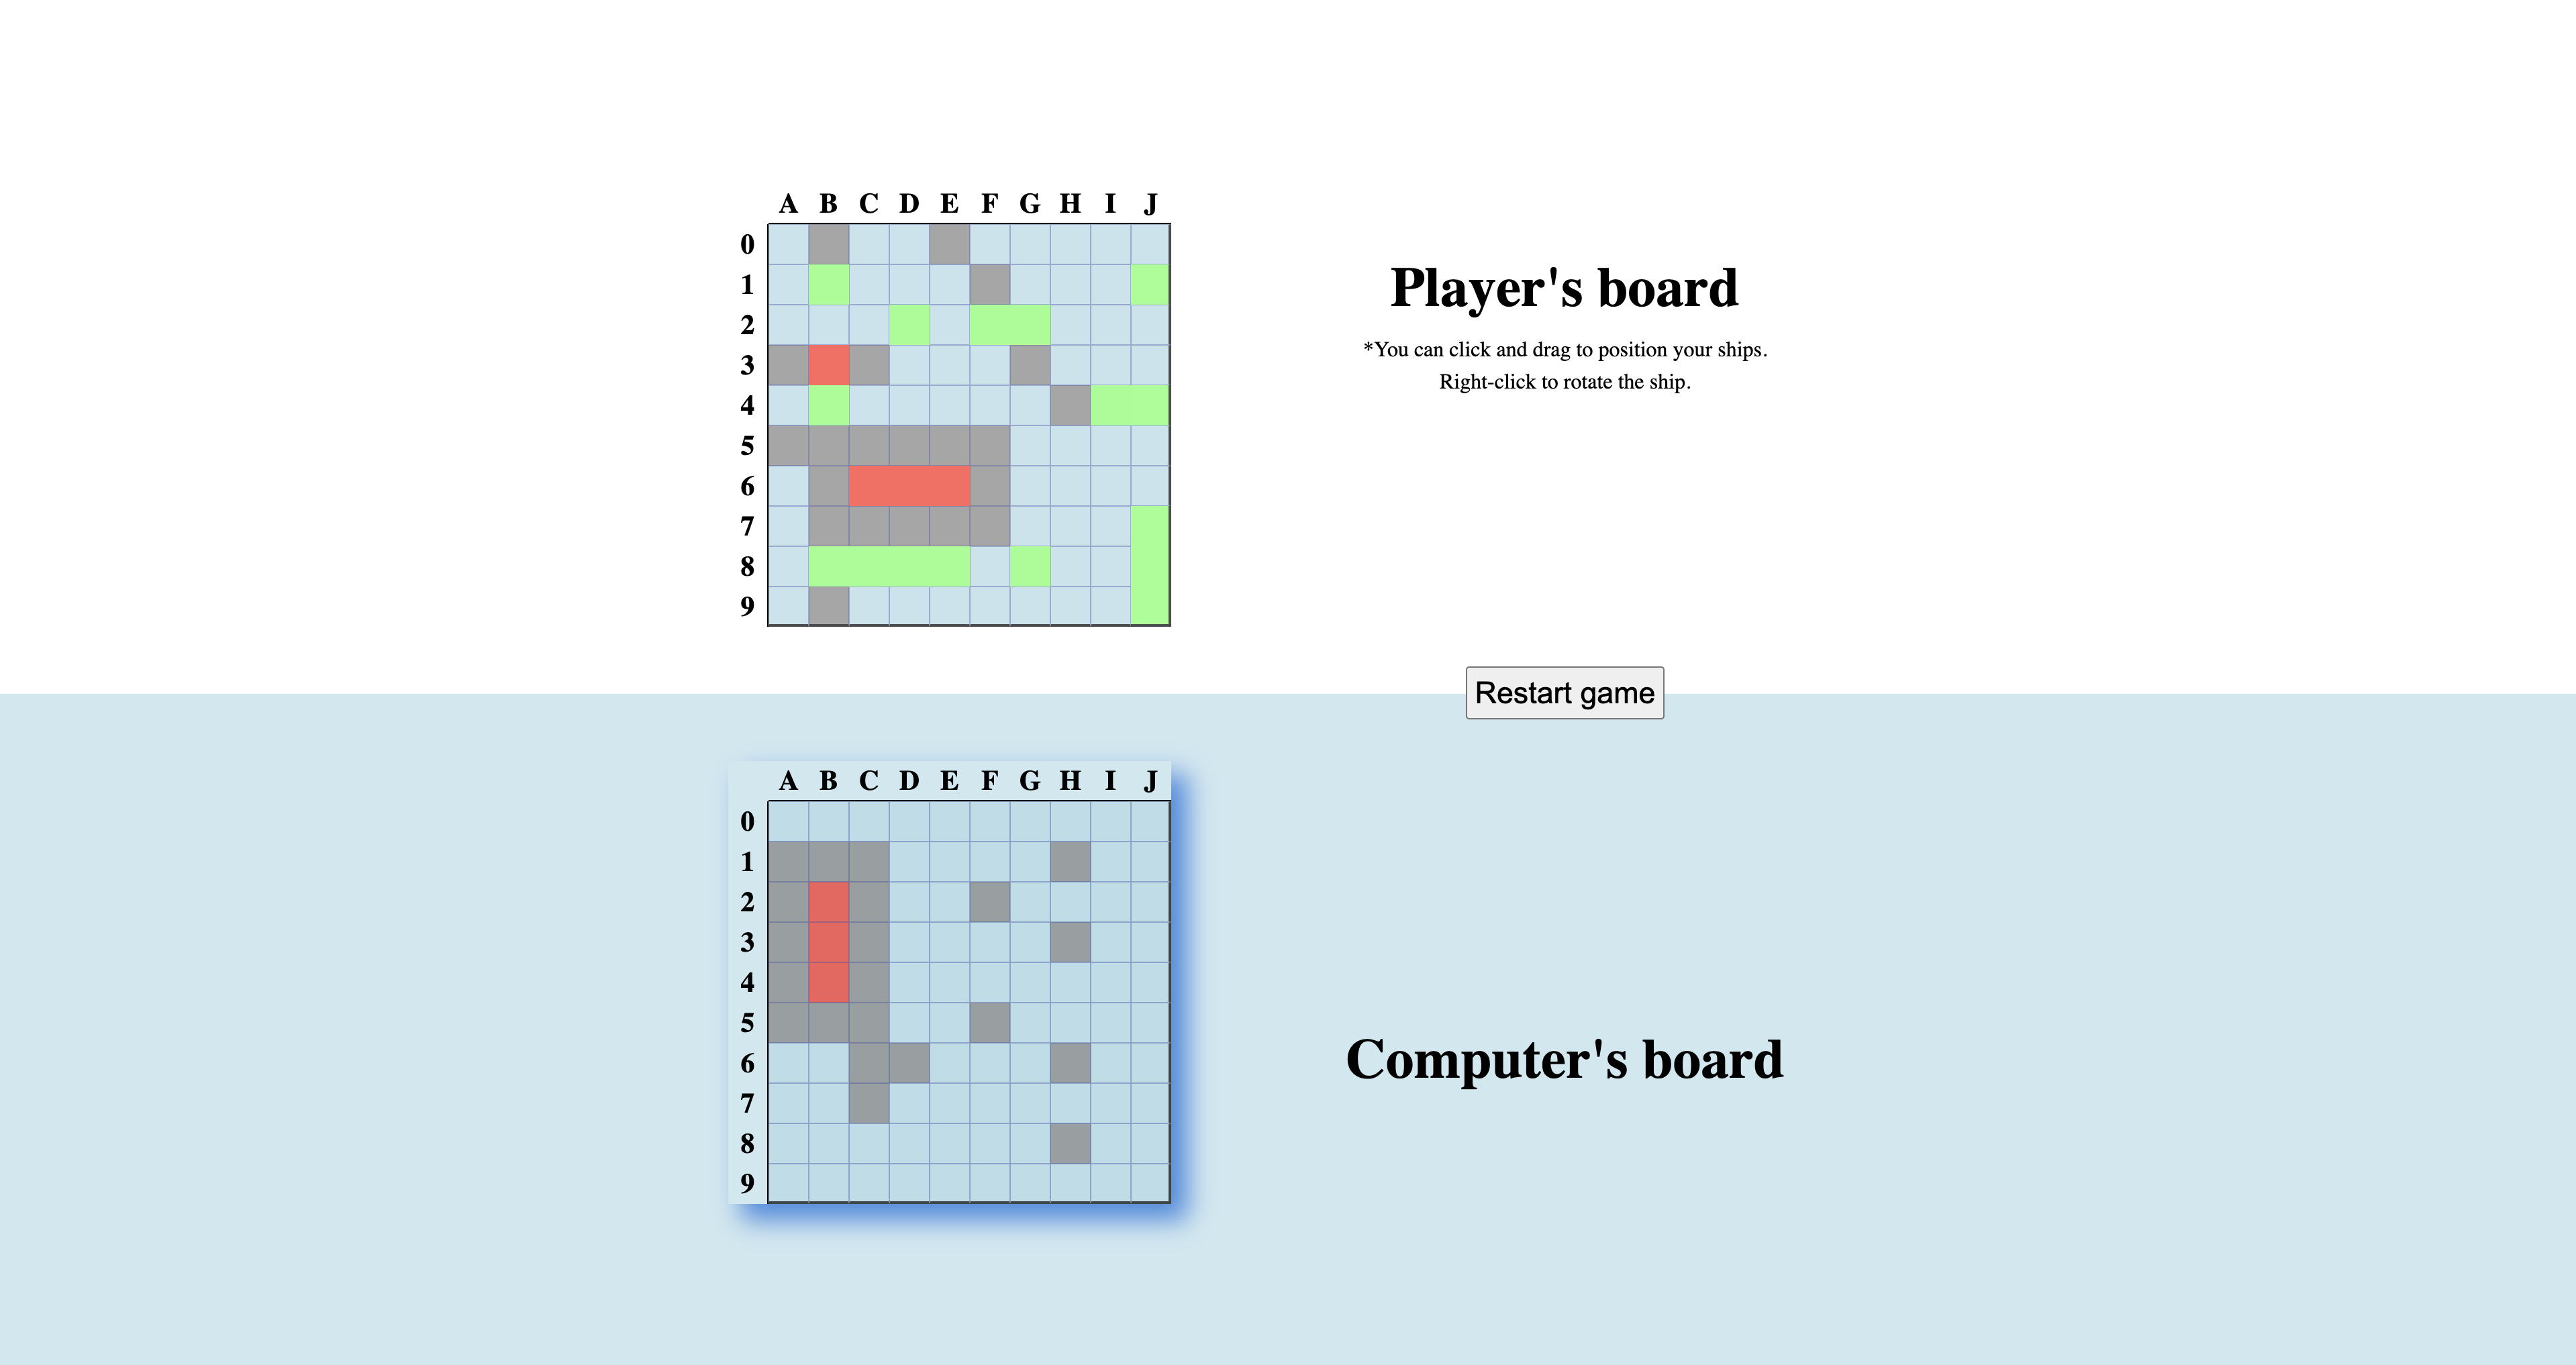 A B C D E F G H I J
0
1
2
3
4
5
6
7
8
9
Player's board
*You can click and drag to position your ships.
Right-click to rotate the ship.
Restart game
A B C D E F G H I J
0
1
2
3
4
5
6
7
8
9
Computer's board